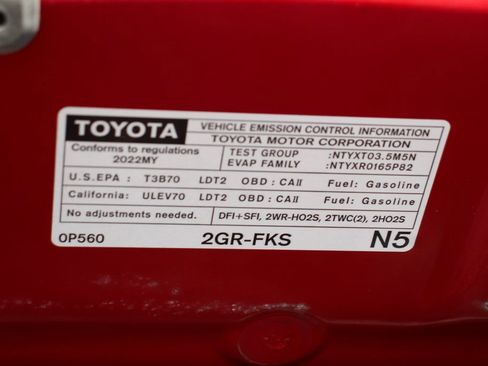 TOYOTA VEHICLE EMISSION CONTROL INFORMATION
TOYOTA MOTOR CORPORATION
Conforms to regulations
2022MY
TEST GROUP :NTYXT03.5M5N
EVAP FAMILY :NTYXR0165P82
U.S.EPA : T3B70 LDT2 OBD : CAII Fuel: Gasoline
California: ULEV70 LDT2 OBD : CAII Fuel: Gasoline
No adjustments needed. DFI+SFI, 2WR-HO2S, 2TWC(2), 2HO2S
0P560 2GR-FKS N5